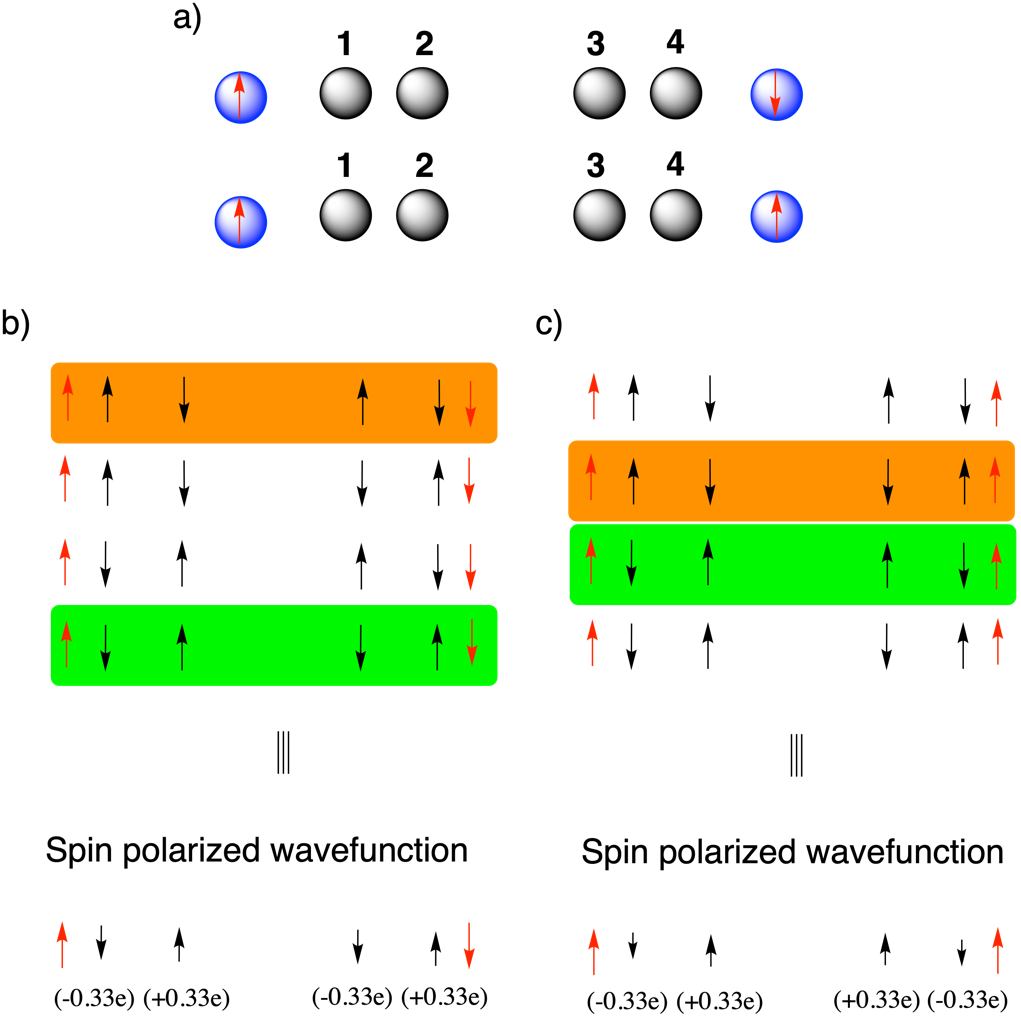 a)
1 2 3 4
1 2 3 4
b) c)
Spin polarized wavefunction Spin polarized wavefunction
(-0.33e) (+0.33e) (-0.33e) (+0.33e) (-0.33e) (+0.33e) (+0.33e) (-0.33e)